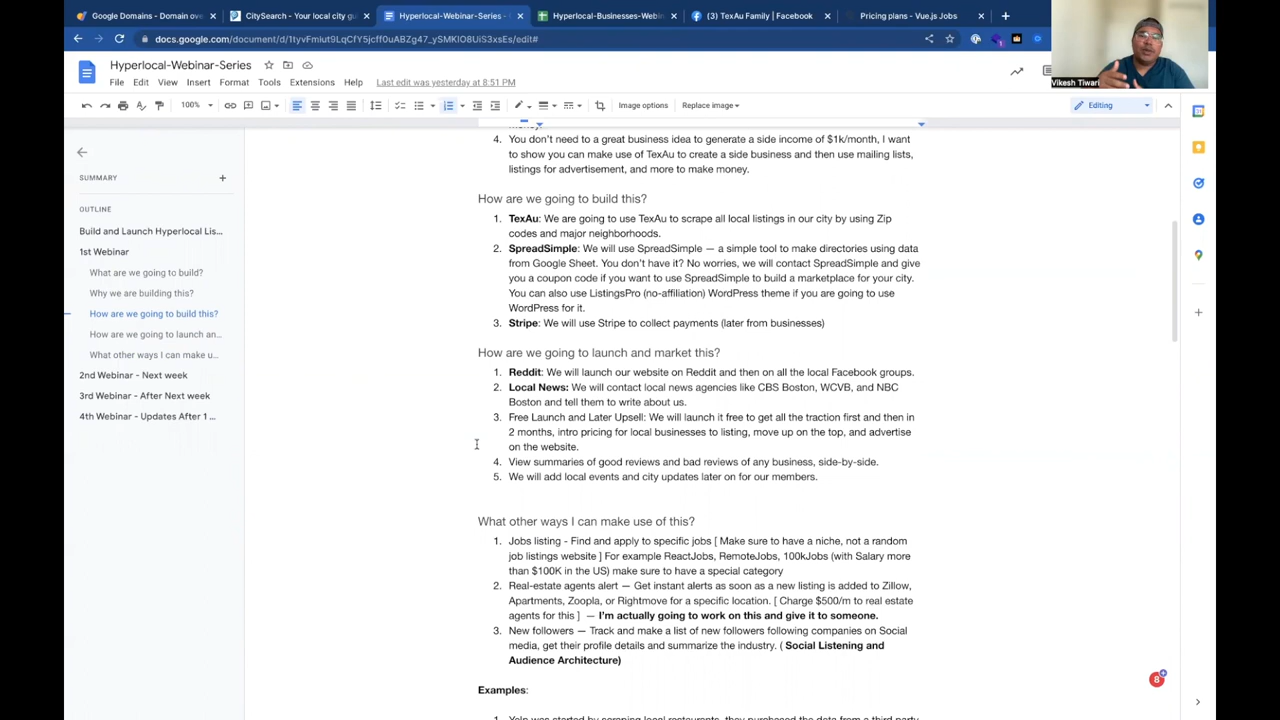 Google Domains - Domain ove
CitySearch - Your local city gu
Hyperlocal-Webinar-Series -
Hyperlocal-Businesses-Webin
(3) TexAu Family | Facebook
Pricing plans - Vue.js Jobs
docs.google.com/document/d/1tyvFmIut9LqCfY5jcff0uABZg47_ySMKIO8UiS3xsEs/edit#
Vikesh Tiwari
Hyperlocal-Webinar-Series
File Edit View Insert Format Tools Extensions Help Last edit was yesterday at 8:51 PM
100% Image options Replace image Editing
SUMMARY
OUTLINE
Build and Launch Hyperlocal Lis...
1st Webinar
What are we going to build?
Why we are building this?
How are we going to build this?
How are we going to launch an...
What other ways I can make u...
2nd Webinar - Next week
3rd Webinar - After Next week
4th Webinar - Updates After 1 ...
money.
4. You don't need to a great business idea to generate a side income of $1k/month, I want
to show you can make use of TexAu to create a side business and then use mailing lists,
listings for advertisement, and more to make money.
How are we going to build this?
1. TexAu: We are going to use TexAu to scrape all local listings in our city by using Zip
codes and major neighborhoods.
2. SpreadSimple: We will use SpreadSimple — a simple tool to make directories using data
from Google Sheet. You don't have it? No worries, we will contact SpreadSimple and give
you a coupon code if you want to use SpreadSimple to build a marketplace for your city.
You can also use ListingsPro (no-affiliation) WordPress theme if you are going to use
WordPress for it.
3. Stripe: We will use Stripe to collect payments (later from businesses)
How are we going to launch and market this?
1. Reddit: We will launch our website on Reddit and then on all the local Facebook groups.
2. Local News: We will contact local news agencies like CBS Boston, WCVB, and NBC
Boston and tell them to write about us.
3. Free Launch and Later Upsell: We will launch it free to get all the traction first and then in
2 months, intro pricing for local businesses to listing, move up on the top, and advertise
on the website.
4. View summaries of good reviews and bad reviews of any business, side-by-side.
5. We will add local events and city updates later on for our members.
What other ways I can make use of this?
1. Jobs listing - Find and apply to specific jobs [ Make sure to have a niche, not a random
job listings website ] For example ReactJobs, RemoteJobs, 100kJobs (with Salary more
than $100K in the US) make sure to have a special category
2. Real-estate agents alert — Get instant alerts as soon as a new listing is added to Zillow,
Apartments, Zoopla, or Rightmove for a specific location. [ Charge $500/m to real estate
agents for this ] — I'm actually going to work on this and give it to someone.
3. New followers — Track and make a list of new followers following companies on Social
media, get their profile details and summarize the industry. ( Social Listening and
Audience Architecture)
Examples:
1. Yelp was started by scraping local restaurants, they purchased the data from a third party
8